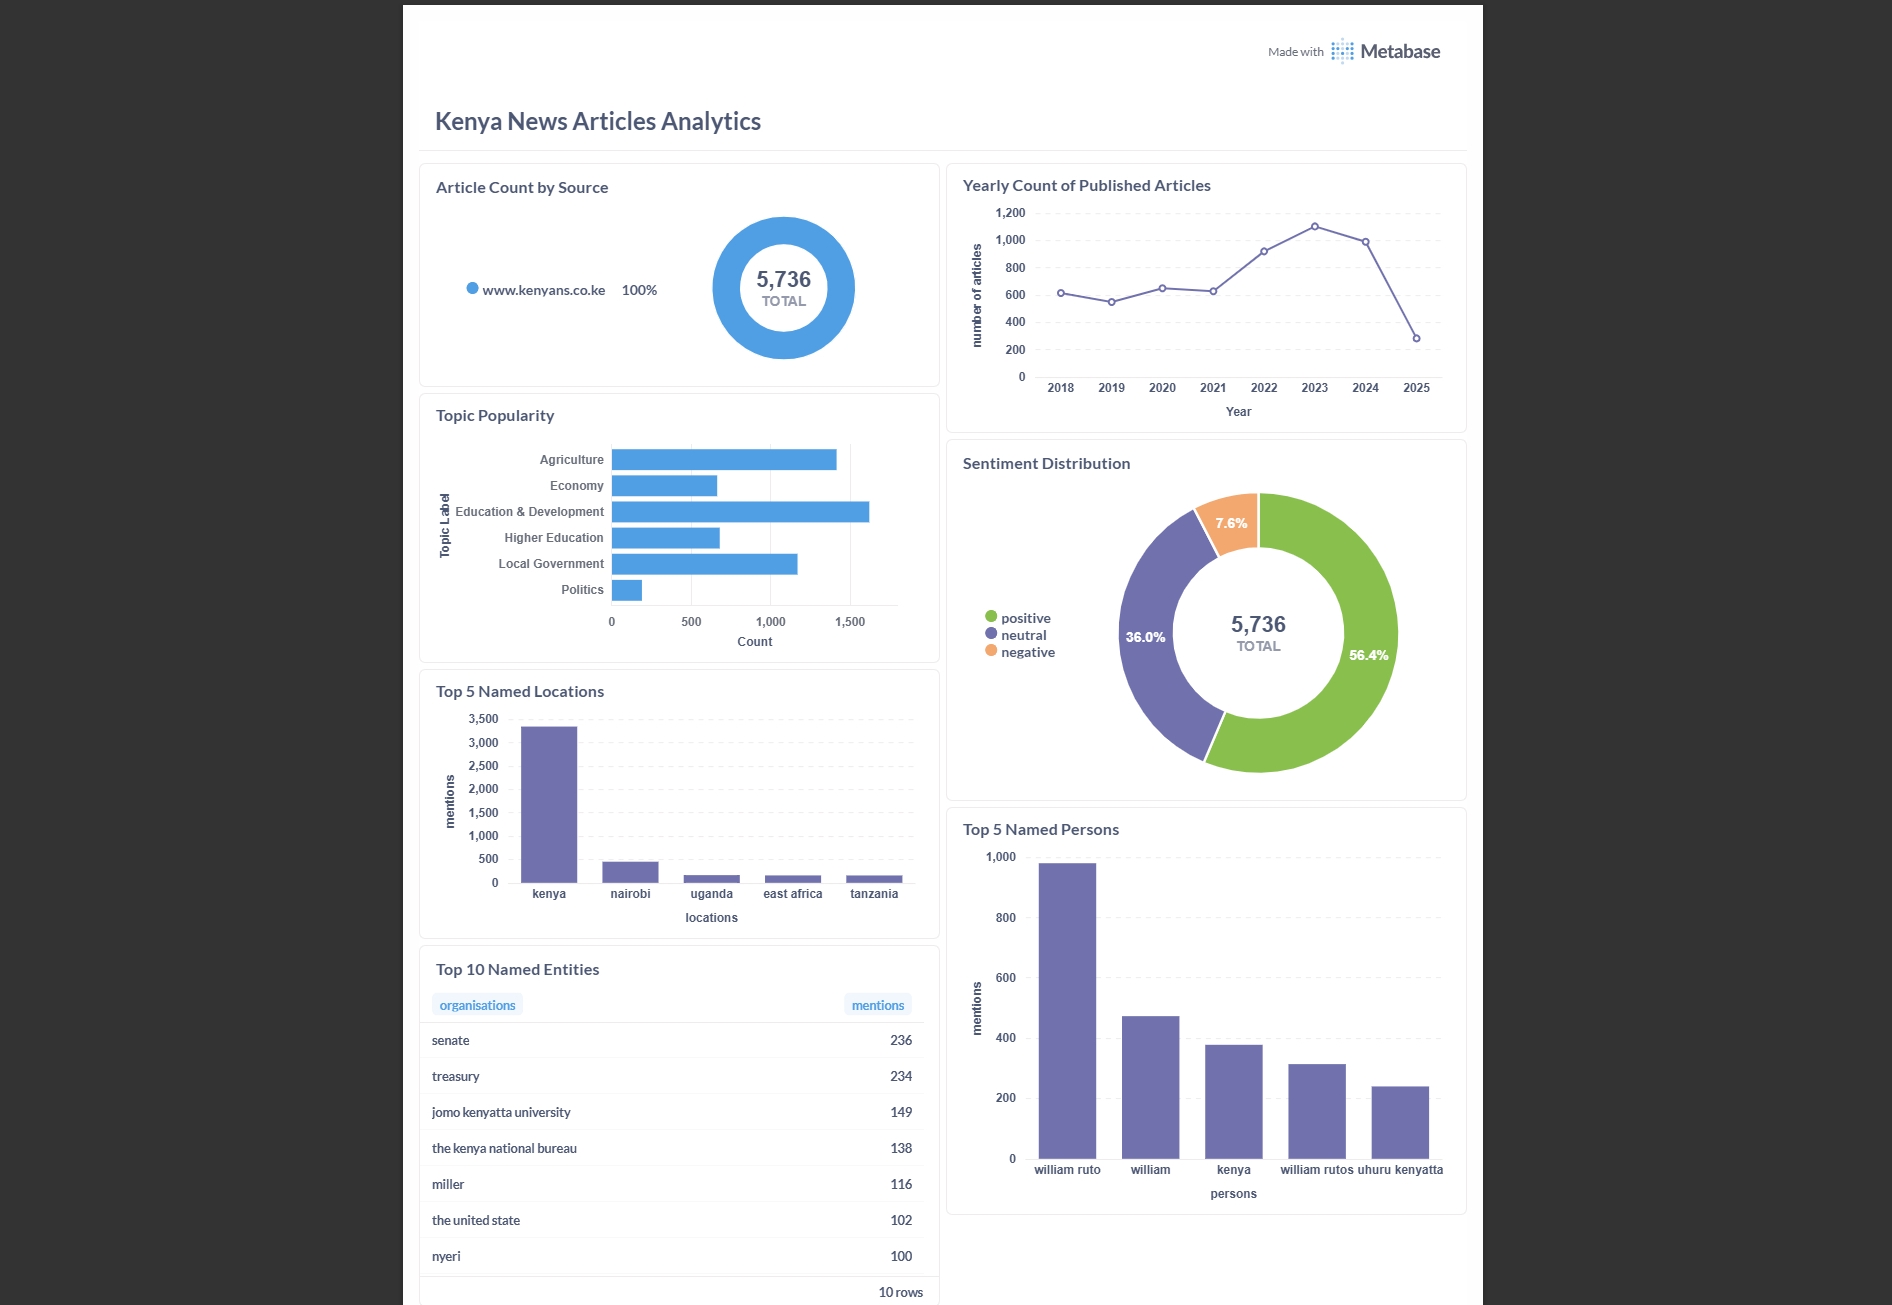 Made with Metabase
Kenya News Articles Analytics
Article Count by Source
www.kenyans.co.ke 100%
5,736
TOTAL
Yearly Count of Published Articles
1,200
1,000
800
600
400
200
0
number of articles
2018 2019 2020 2021 2022 2023 2024 2025
Year
Topic Popularity
Topic Label
Agriculture
Economy
Education & Development
Higher Education
Local Government
Politics
0 500 1,000 1,500
Count
Sentiment Distribution
positive
neutral
negative
7.6%
36.0%
56.4%
5,736
TOTAL
Top 5 Named Locations
3,500
3,000
2,500
2,000
1,500
1,000
500
0
mentions
kenya nairobi uganda east africa tanzania
locations
Top 5 Named Persons
1,000
800
600
400
200
0
mentions
william ruto william kenya william rutos uhuru kenyatta
persons
Top 10 Named Entities
organisations mentions
senate 236
treasury 234
jomo kenyatta university 149
the kenya national bureau 138
miller 116
the united state 102
nyeri 100
10 rows